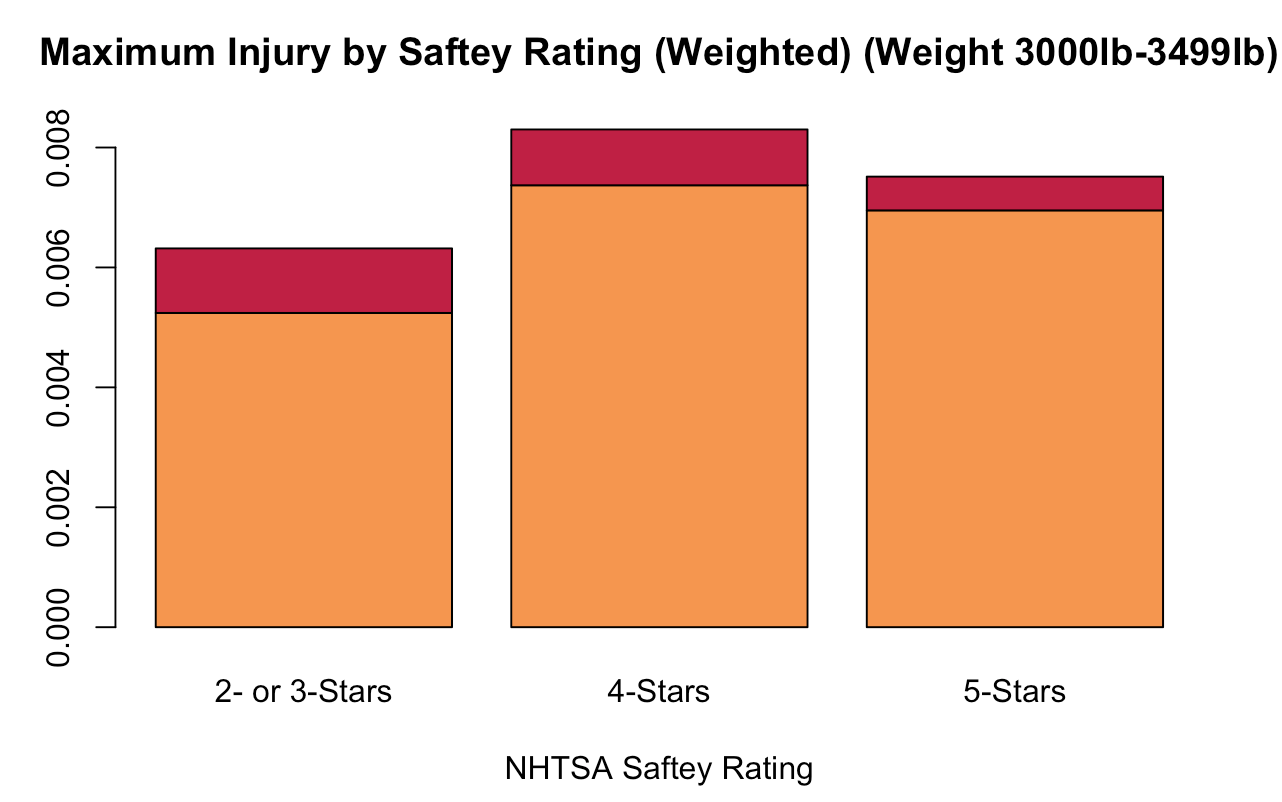 Maximum Injury by Saftey Rating (Weighted) (Weight 3000lb-3499lb)
0.008
0.006
0.004
0.002
0.000
2- or 3-Stars
4-Stars
5-Stars
NHTSA Saftey Rating